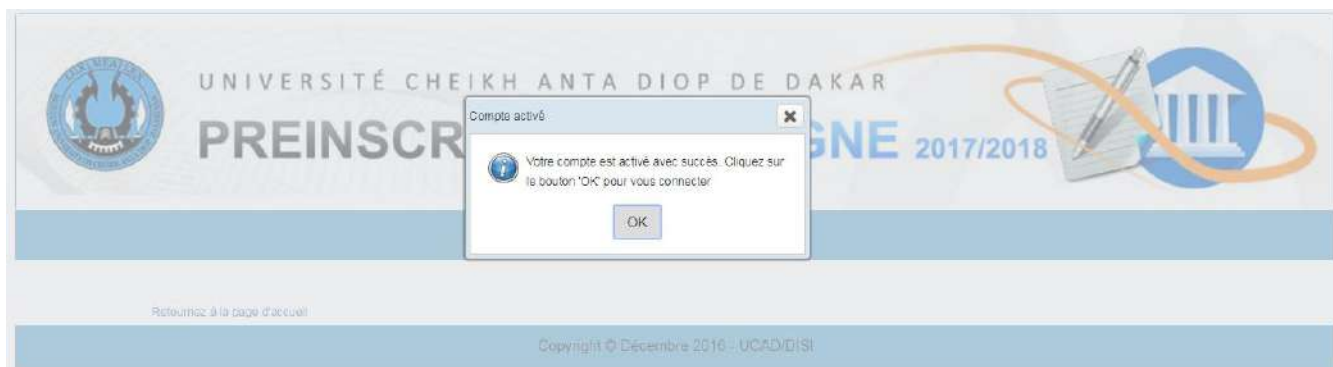 UNIVERSITÉ CHEIKH ANTA DIOP DE DAKAR
PREINSCR GNE 2017/2018
Compte activé
Votre compte est activé avec succès. Cliquez sur
le bouton 'OK' pour vous connecter
OK
Retournez à la page d'accueil
Copyright © Décembre 2016 - UCAD/DISI